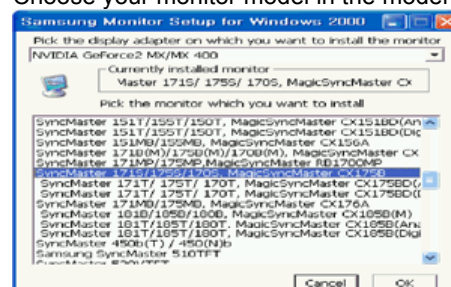 Choose your monitor model in the model
Samsung Monitor Setup for Windows 2000
Pick the display adapter on which you want to install the monitor
NVIDIA GeForce2 MX/MX 400
Currently installed monitor
Master 171S/ 175S/ 170S, MagicSyncMaster CX
Pick the monitor which you want to install
SyncMaster 151T/155T/150T, MagicSyncMaster CX151BD(An
SyncMaster 151T/155T/150T, MagicSyncMaster CX151BD(Dig
SyncMaster 151MB/155MB, MagicSyncMaster CX156A
SyncMaster 171B(M)/175B(M)/170B(M), MagicSyncMaster CX
SyncMaster 171MP/175MP,MagicSyncMaster RB1700MP
SyncMaster 171S/175S/170S, MagicSyncMaster CX175B
SyncMaster 171T/ 175T/ 170T, MagicSyncMaster CX175BD(
SyncMaster 171T/ 175T/ 170T, MagicSyncMaster CX175BD(
SyncMaster 171MB/175MB, MagicSyncMaster CX176A
SyncMaster 181B/185B/180B, MagicSyncMaster CX185B(M)
SyncMaster 181T/185T/180T, MagicSyncMaster CX185B(Ana
SyncMaster 181T/185T/180T, MagicSyncMaster CX185B(Digi
SyncMaster 450b(T) / 450(N)b
Samsung SyncMaster 510TFT
Cancel OK